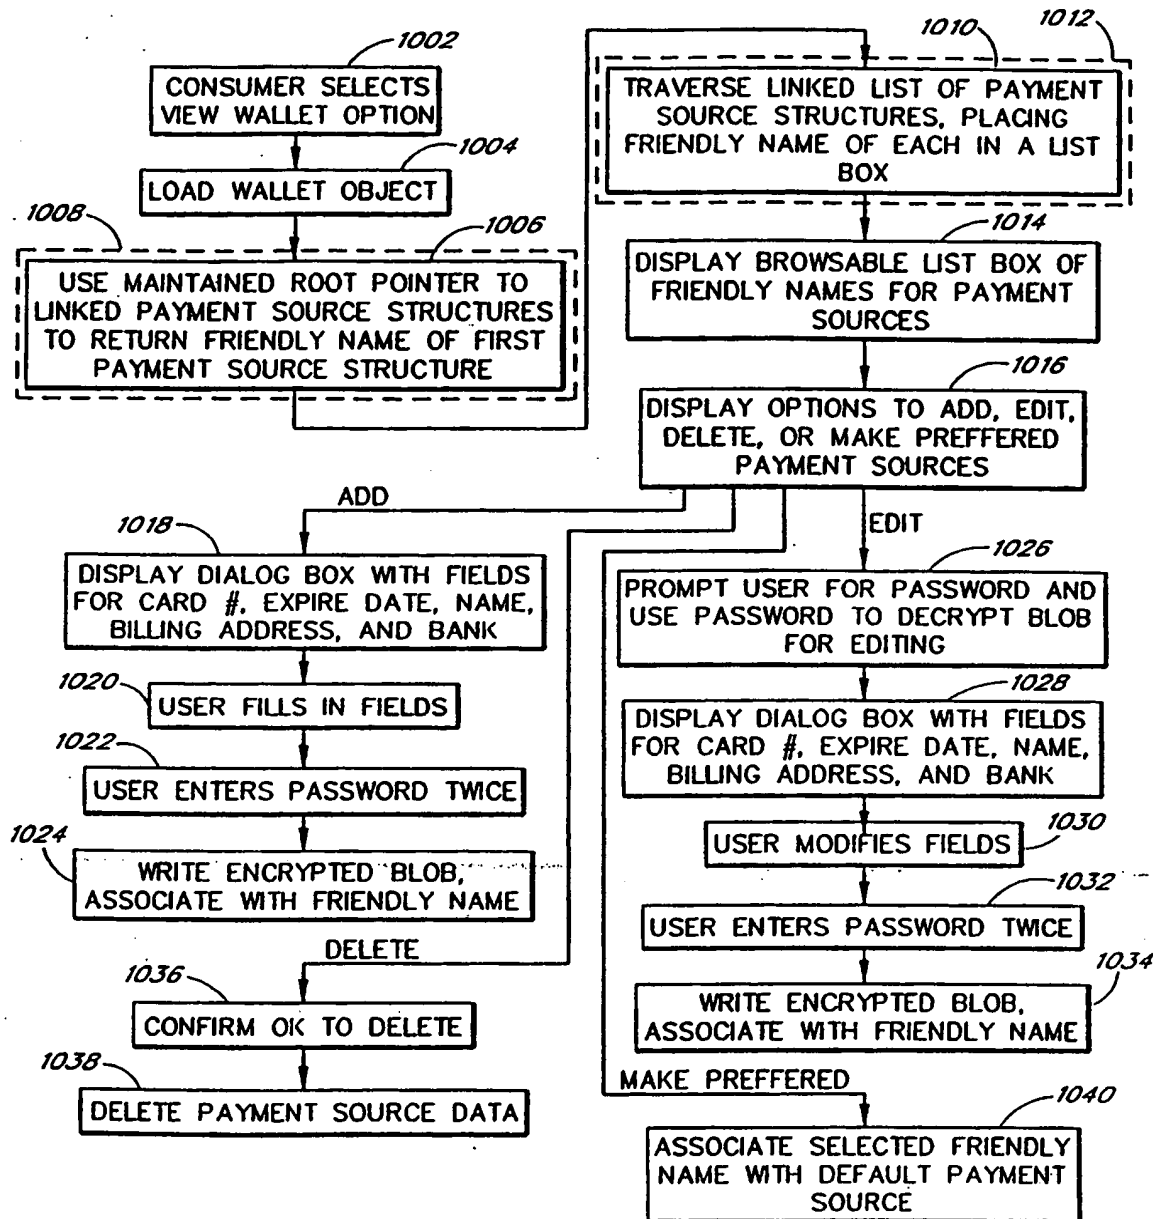 1002
CONSUMER SELECTS
VIEW WALLET OPTION
1004
LOAD WALLET OBJECT
1008
1006
USE MAINTAINED ROOT POINTER TO
LINKED PAYMENT SOURCE STRUCTURES
TO RETURN FRIENDLY NAME OF FIRST
PAYMENT SOURCE STRUCTURE
1010
1012
TRAVERSE LINKED LIST OF PAYMENT
SOURCE STRUCTURES, PLACING
FRIENDLY NAME OF EACH IN A LIST
BOX
1014
DISPLAY BROWSABLE LIST BOX OF
FRIENDLY NAMES FOR PAYMENT
SOURCES
1016
DISPLAY OPTIONS TO ADD, EDIT,
DELETE, OR MAKE PREFFERED
PAYMENT SOURCES
ADD
1018
DISPLAY DIALOG BOX WITH FIELDS
FOR CARD #, EXPIRE DATE, NAME,
BILLING ADDRESS, AND BANK
1020
USER FILLS IN FIELDS
1022
USER ENTERS PASSWORD TWICE
1024
WRITE ENCRYPTED BLOB,
ASSOCIATE WITH FRIENDLY NAME
DELETE
1036
CONFIRM OK TO DELETE
1038
DELETE PAYMENT SOURCE DATA
EDIT
1026
PROMPT USER FOR PASSWORD AND
USE PASSWORD TO DECRYPT BLOB
FOR EDITING
1028
DISPLAY DIALOG BOX WITH FIELDS
FOR CARD #, EXPIRE DATE, NAME,
BILLING ADDRESS, AND BANK
1030
USER MODIFIES FIELDS
1032
USER ENTERS PASSWORD TWICE
1034
WRITE ENCRYPTED BLOB,
ASSOCIATE WITH FRIENDLY NAME
MAKE PREFFERED
1040
ASSOCIATE SELECTED FRIENDLY
NAME WITH DEFAULT PAYMENT
SOURCE